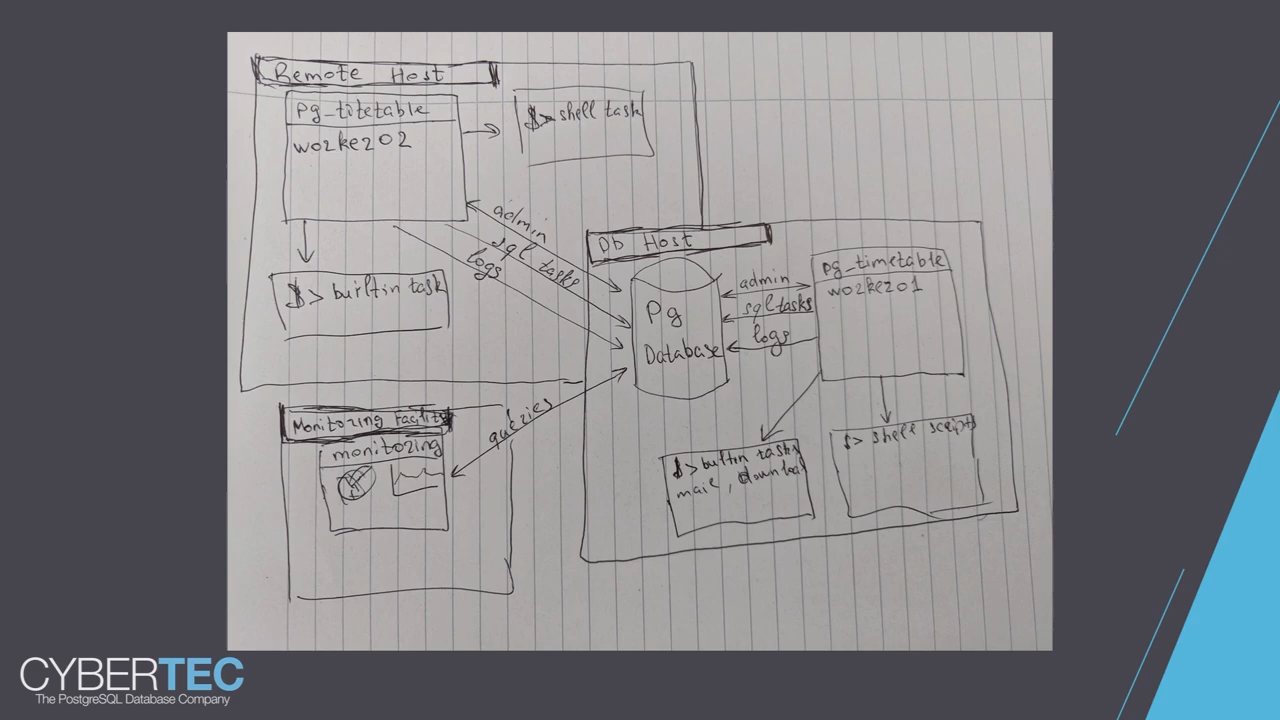 Remote Host
pg_titetable
worker02
$> shell task
$> builtin task
admin
sql tasks
logs
Db Host
Pg
Database
admin
sql tasks
logs
pg_timetable
worker01
$> builtin tasks
mail, download
$> shell script
Monitoring Facility
monitoring
queries
CYBERTEC
The PostgreSQL Database Company